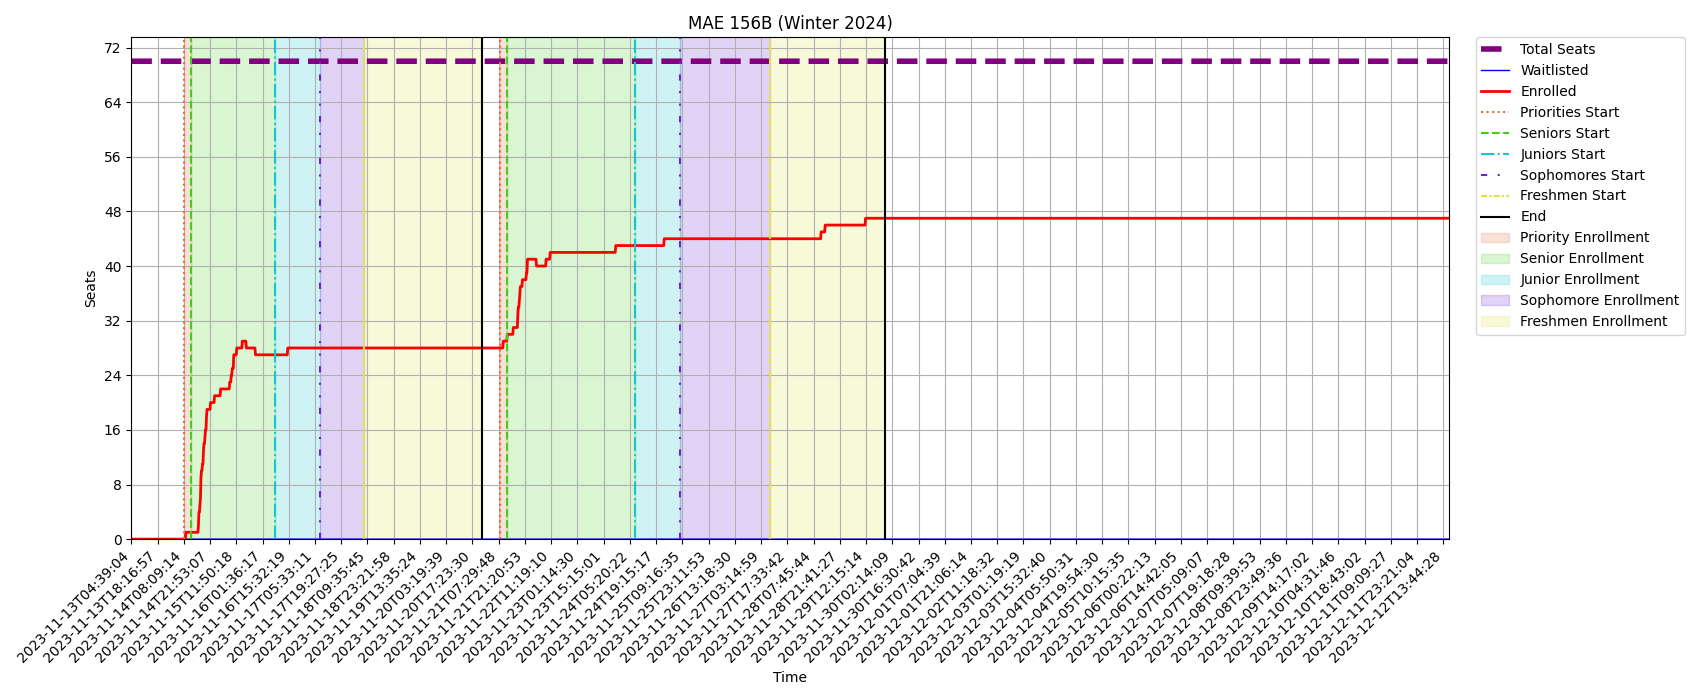 MAE 156B (Winter 2024)
72
64
56
48
40
32
24
16
8
0
Seats
2023-11-13T04:39:04
2023-11-13T18:16:57
2023-11-14T08:09:14
2023-11-14T21:53:07
2023-11-15T11:50:18
2023-11-16T01:36:17
2023-11-16T15:32:19
2023-11-17T05:33:11
2023-11-17T19:27:25
2023-11-18T09:35:45
2023-11-18T23:21:58
2023-11-19T13:35:24
2023-11-20T03:19:39
2023-11-20T17:23:30
2023-11-21T07:29:48
2023-11-21T21:20:53
2023-11-22T11:19:10
2023-11-23T01:14:30
2023-11-23T15:15:01
2023-11-24T05:20:22
2023-11-24T19:15:17
2023-11-25T09:16:35
2023-11-25T23:11:53
2023-11-26T13:18:30
2023-11-27T03:14:59
2023-11-27T17:33:42
2023-11-28T07:45:44
2023-11-28T21:41:27
2023-11-29T12:15:14
2023-11-30T02:14:09
2023-11-30T16:30:42
2023-12-01T07:04:39
2023-12-01T21:06:14
2023-12-02T11:18:32
2023-12-03T01:19:19
2023-12-03T15:32:40
2023-12-04T05:50:31
2023-12-04T19:54:30
2023-12-05T10:15:35
2023-12-06T00:22:13
2023-12-06T14:42:05
2023-12-07T05:09:07
2023-12-07T19:18:28
2023-12-08T09:39:53
2023-12-08T23:49:36
2023-12-09T14:17:02
2023-12-10T04:31:46
2023-12-10T18:43:02
2023-12-11T09:09:27
2023-12-11T23:21:04
2023-12-12T13:44:28
Time
Total Seats
Waitlisted
Enrolled
Priorities Start
Seniors Start
Juniors Start
Sophomores Start
Freshmen Start
End
Priority Enrollment
Senior Enrollment
Junior Enrollment
Sophomore Enrollment
Freshmen Enrollment